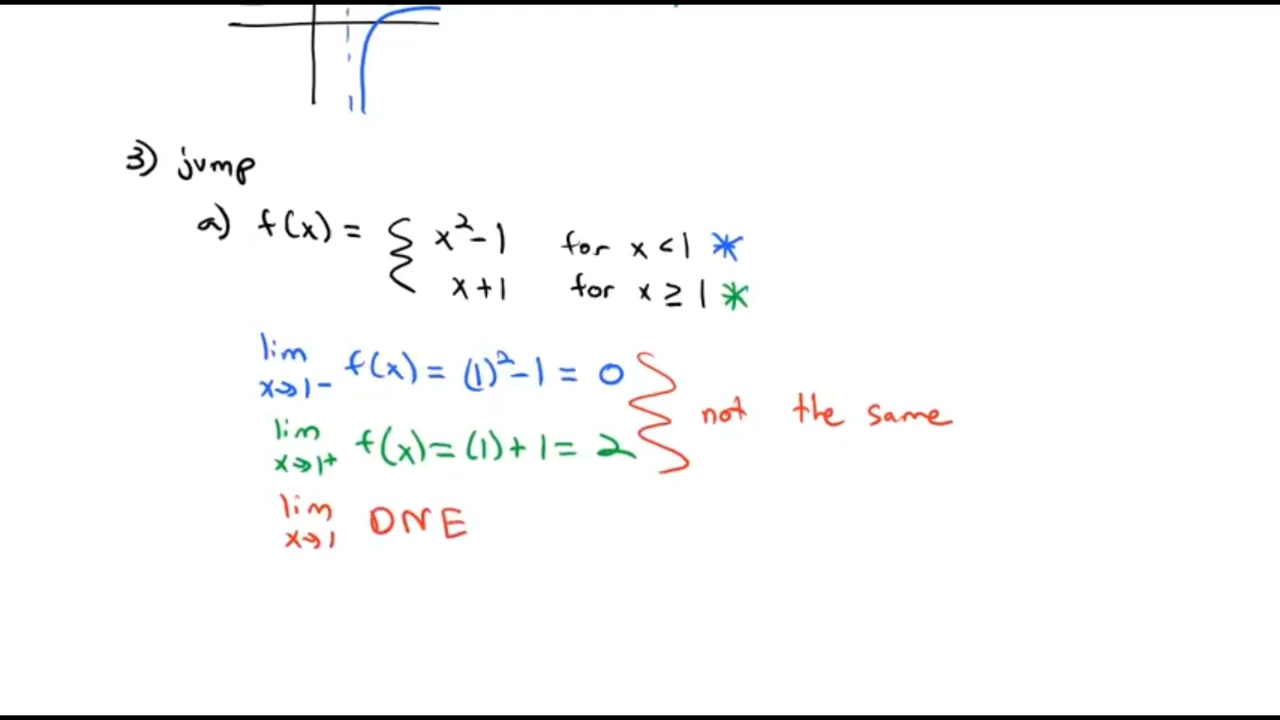 3) jump
a) f(x) = { x² - 1 for x < 1 *
x + 1 for x ≥ 1 *
lim x→1⁻ f(x) = (1)² - 1 = 0
not the same
lim x→1⁺ f(x) = (1) + 1 = 2
lim x→1 DNE